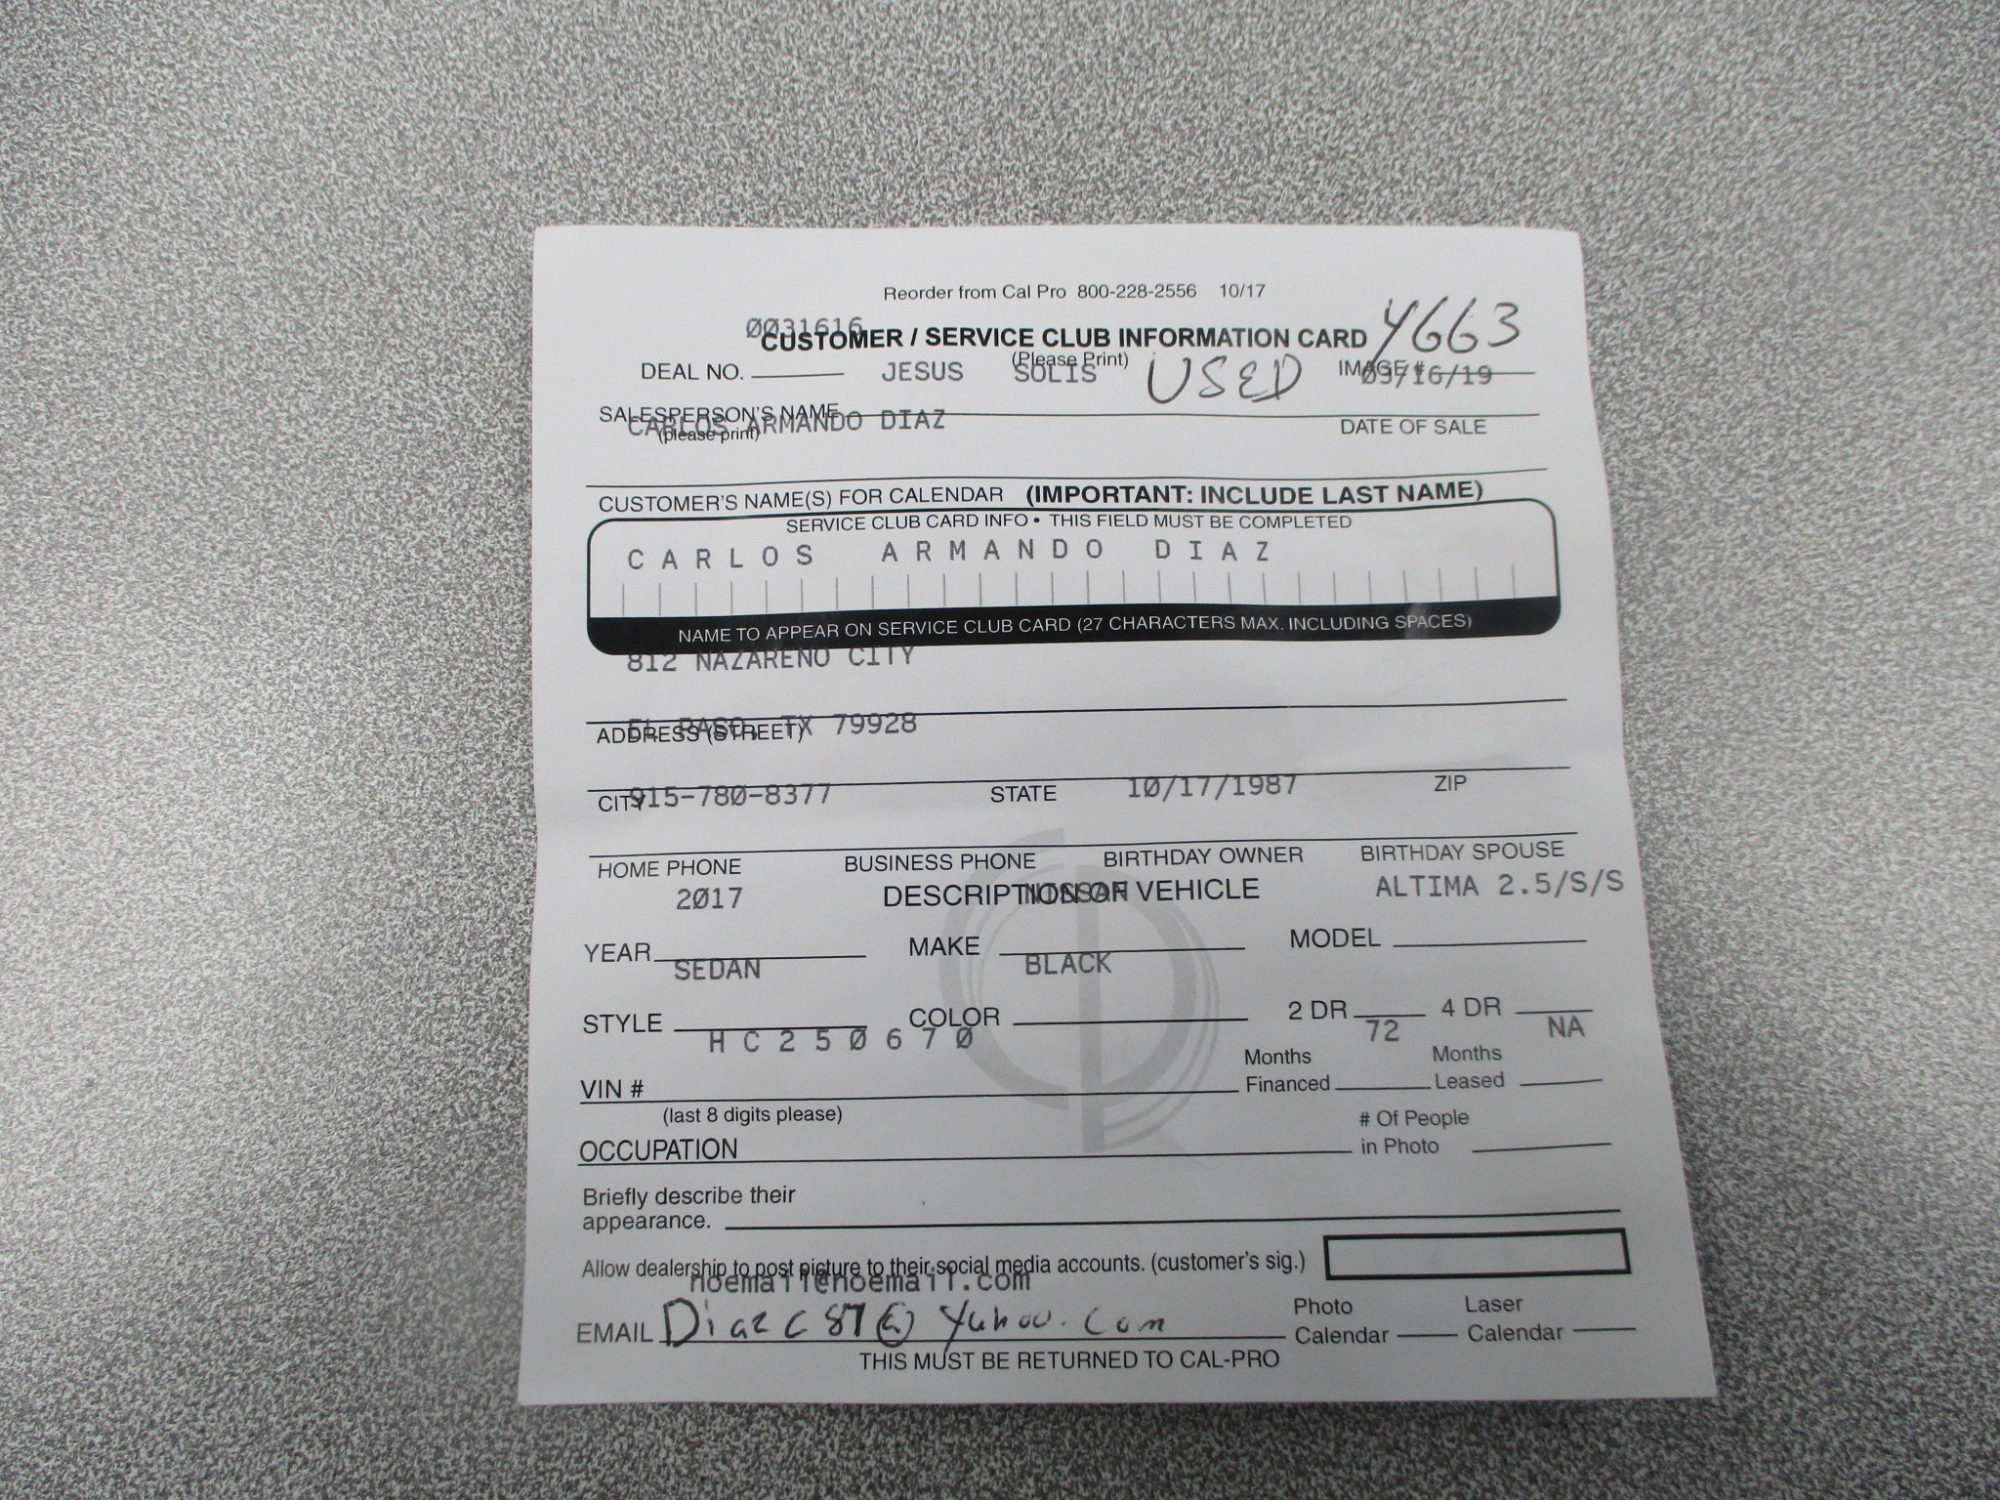 Reorder from Cal Pro 800-228-2556 10/17
0031616
CUSTOMER / SERVICE CLUB INFORMATION CARD 4663
(Please Print)
DEAL NO. JESUS SOLIS USED IMAGE #
/16/19
SALESPERSON'S NAME
CARLOS ARMANDO DIAZ
(please print) DATE OF SALE
CUSTOMER'S NAME(S) FOR CALENDAR (IMPORTANT: INCLUDE LAST NAME)
SERVICE CLUB CARD INFO • THIS FIELD MUST BE COMPLETED
CARLOS ARMANDO DIAZ
NAME TO APPEAR ON SERVICE CLUB CARD (27 CHARACTERS MAX. INCLUDING SPACES)
812 NAZARENO CITY
EL PASO, TX 79928
ADDRESS (STREET)
915-780-8377 10/17/1987
CITY STATE ZIP
HOME PHONE BUSINESS PHONE BIRTHDAY OWNER BIRTHDAY SPOUSE
2017 NISSAN ALTIMA 2.5/S/S
DESCRIPTION OF VEHICLE
YEAR MAKE MODEL
SEDAN BLACK
STYLE COLOR 2 DR 4 DR
HC250670 72 NA
VIN # Months Financed Months Leased
(last 8 digits please)
OCCUPATION # Of People in Photo
Briefly describe their
appearance.
Allow dealership to post picture to their social media accounts. (customer's sig.)
noemail@noemail.com
EMAIL DiazC87@Yahoo.Com Photo Calendar Laser Calendar
THIS MUST BE RETURNED TO CAL-PRO